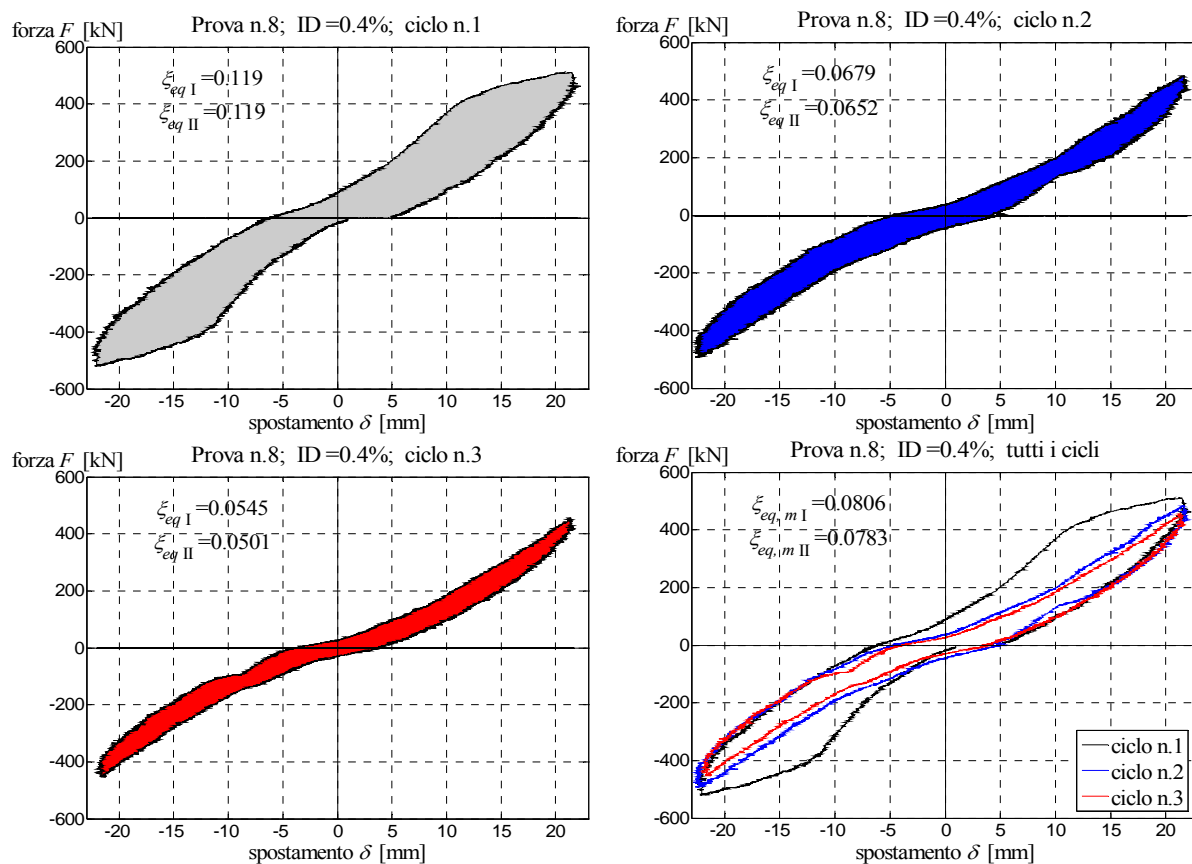 forza F [kN]
Prova n.8; ID =0.4%; ciclo n.1
600
400
200
0
-200
-400
-600
ξeq I =0.119
ξeq II =0.119
-20 -15 -10 -5 0 5 10 15 20
spostamento δ [mm]
forza F [kN]
Prova n.8; ID =0.4%; ciclo n.2
600
400
200
0
-200
-400
-600
ξeq I =0.0679
ξeq II =0.0652
-20 -15 -10 -5 0 5 10 15 20
spostamento δ [mm]
forza F [kN]
Prova n.8; ID =0.4%; ciclo n.3
600
400
200
0
-200
-400
-600
ξeq I =0.0545
ξeq II =0.0501
-20 -15 -10 -5 0 5 10 15 20
spostamento δ [mm]
forza F [kN]
Prova n.8; ID =0.4%; tutti i cicli
600
400
200
0
-200
-400
-600
ξeq, m I =0.0806
ξeq, m II =0.0783
ciclo n.1
ciclo n.2
ciclo n.3
-20 -15 -10 -5 0 5 10 15 20
spostamento δ [mm]